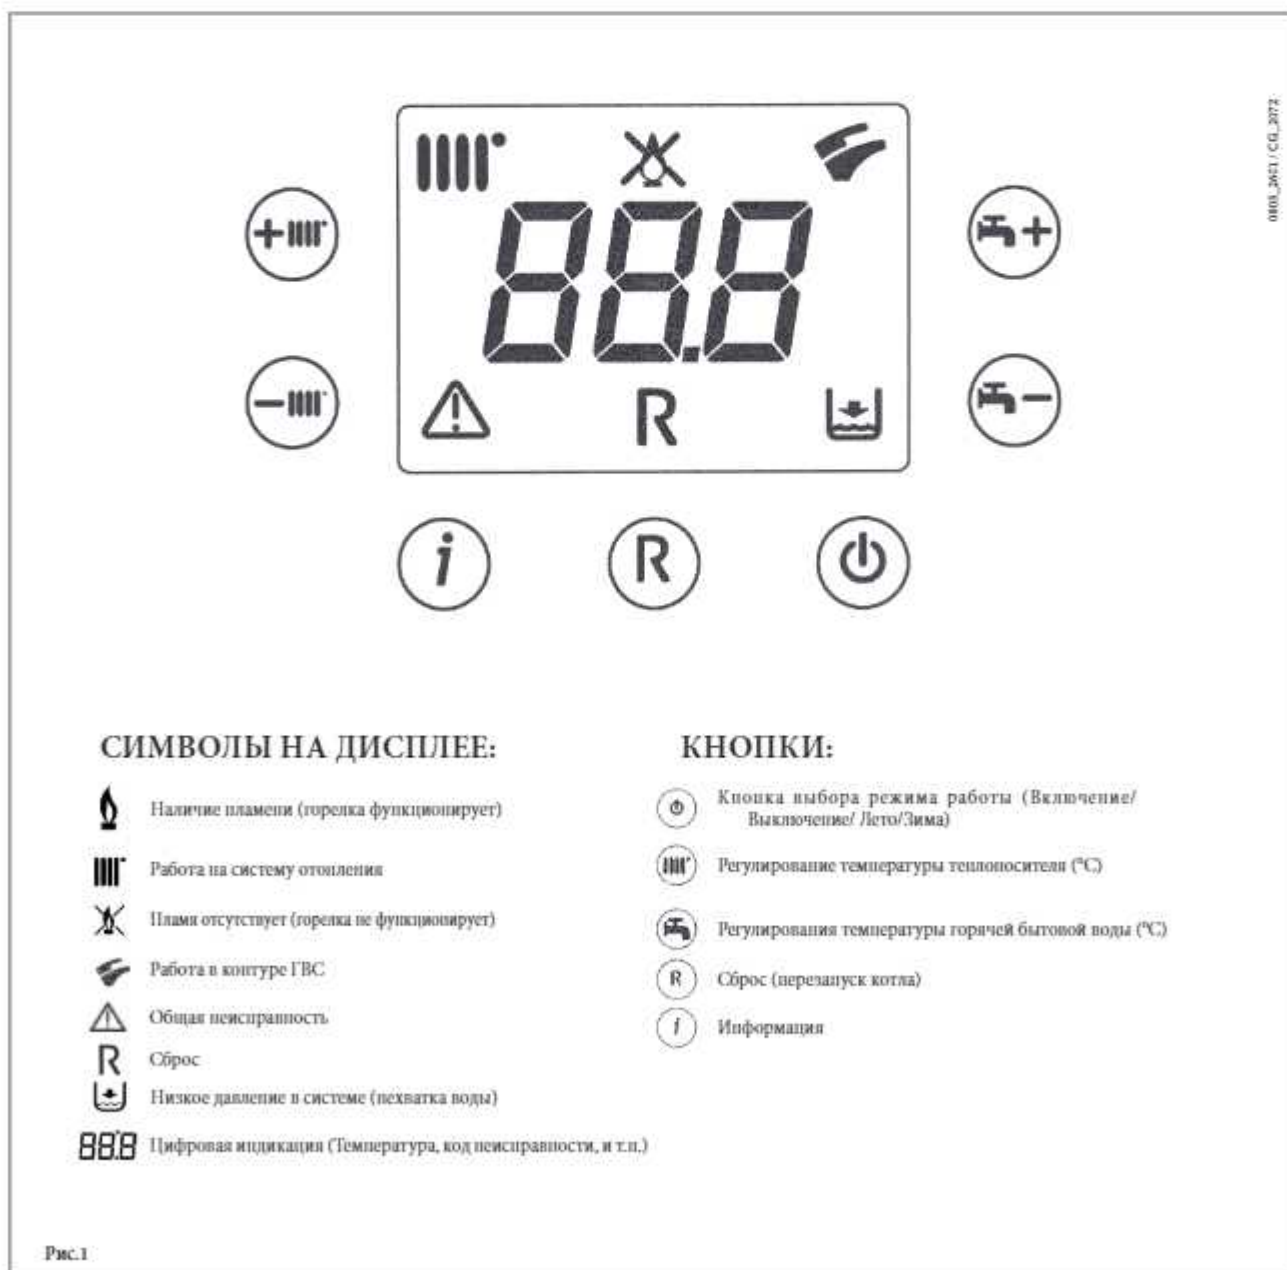 0808_2601 / CG_2072
88.8
R
i
R
СИМВОЛЫ НА ДИСПЛЕЕ:
Наличие пламени (горелка функционирует)
Работа на систему отопления
Пламя отсутствует (горелка не функционирует)
Работа в контуре ГВС
Общая неисправность
R Сброс
Низкое давление в системе (нехватка воды)
88.8 Цифровая индикация (Температура, код неисправности, и т.п.)
КНОПКИ:
Кнопка выбора режима работы (Включение/
Выключение/ Лето/Зима)
Регулирование температуры теплоносителя (°C)
Регулирования температуры горячей бытовой воды (°C)
R Сброс (перезапуск котла)
i Информация
Рис.1